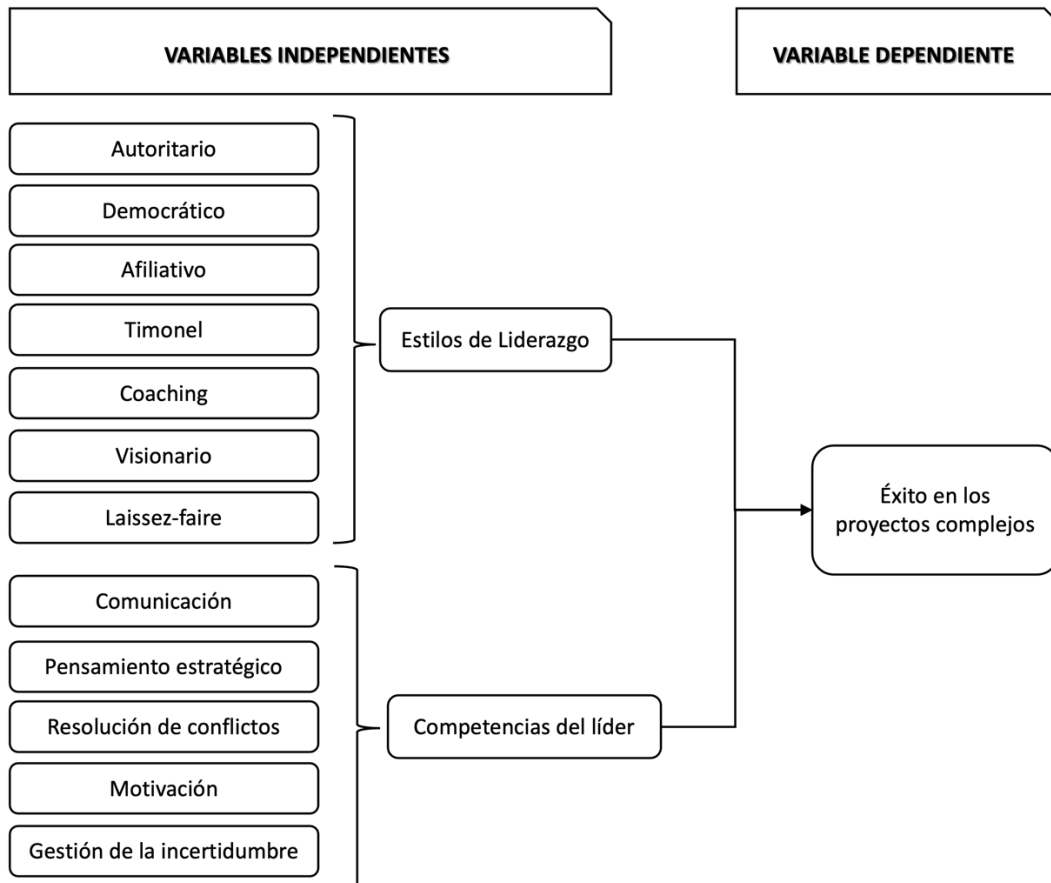 VARIABLES INDEPENDIENTES
VARIABLE DEPENDIENTE
Autoritario
Democrático
Afiliativo
Timonel
Coaching
Visionario
Laissez-faire
Estilos de Liderazgo
Comunicación
Pensamiento estratégico
Resolución de conflictos
Motivación
Gestión de la incertidumbre
Competencias del líder
Éxito en los
proyectos complejos